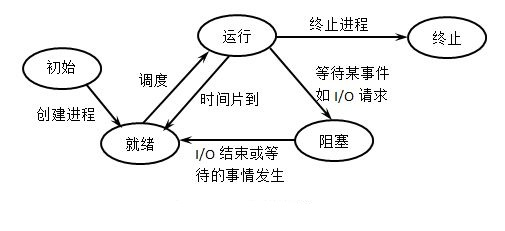 运行
终止进程
终止
初始
调度
等待某事件
如 I/O 请求
时间片到
创建进程
就绪
阻塞
I/O 结束或等
待的事情发生